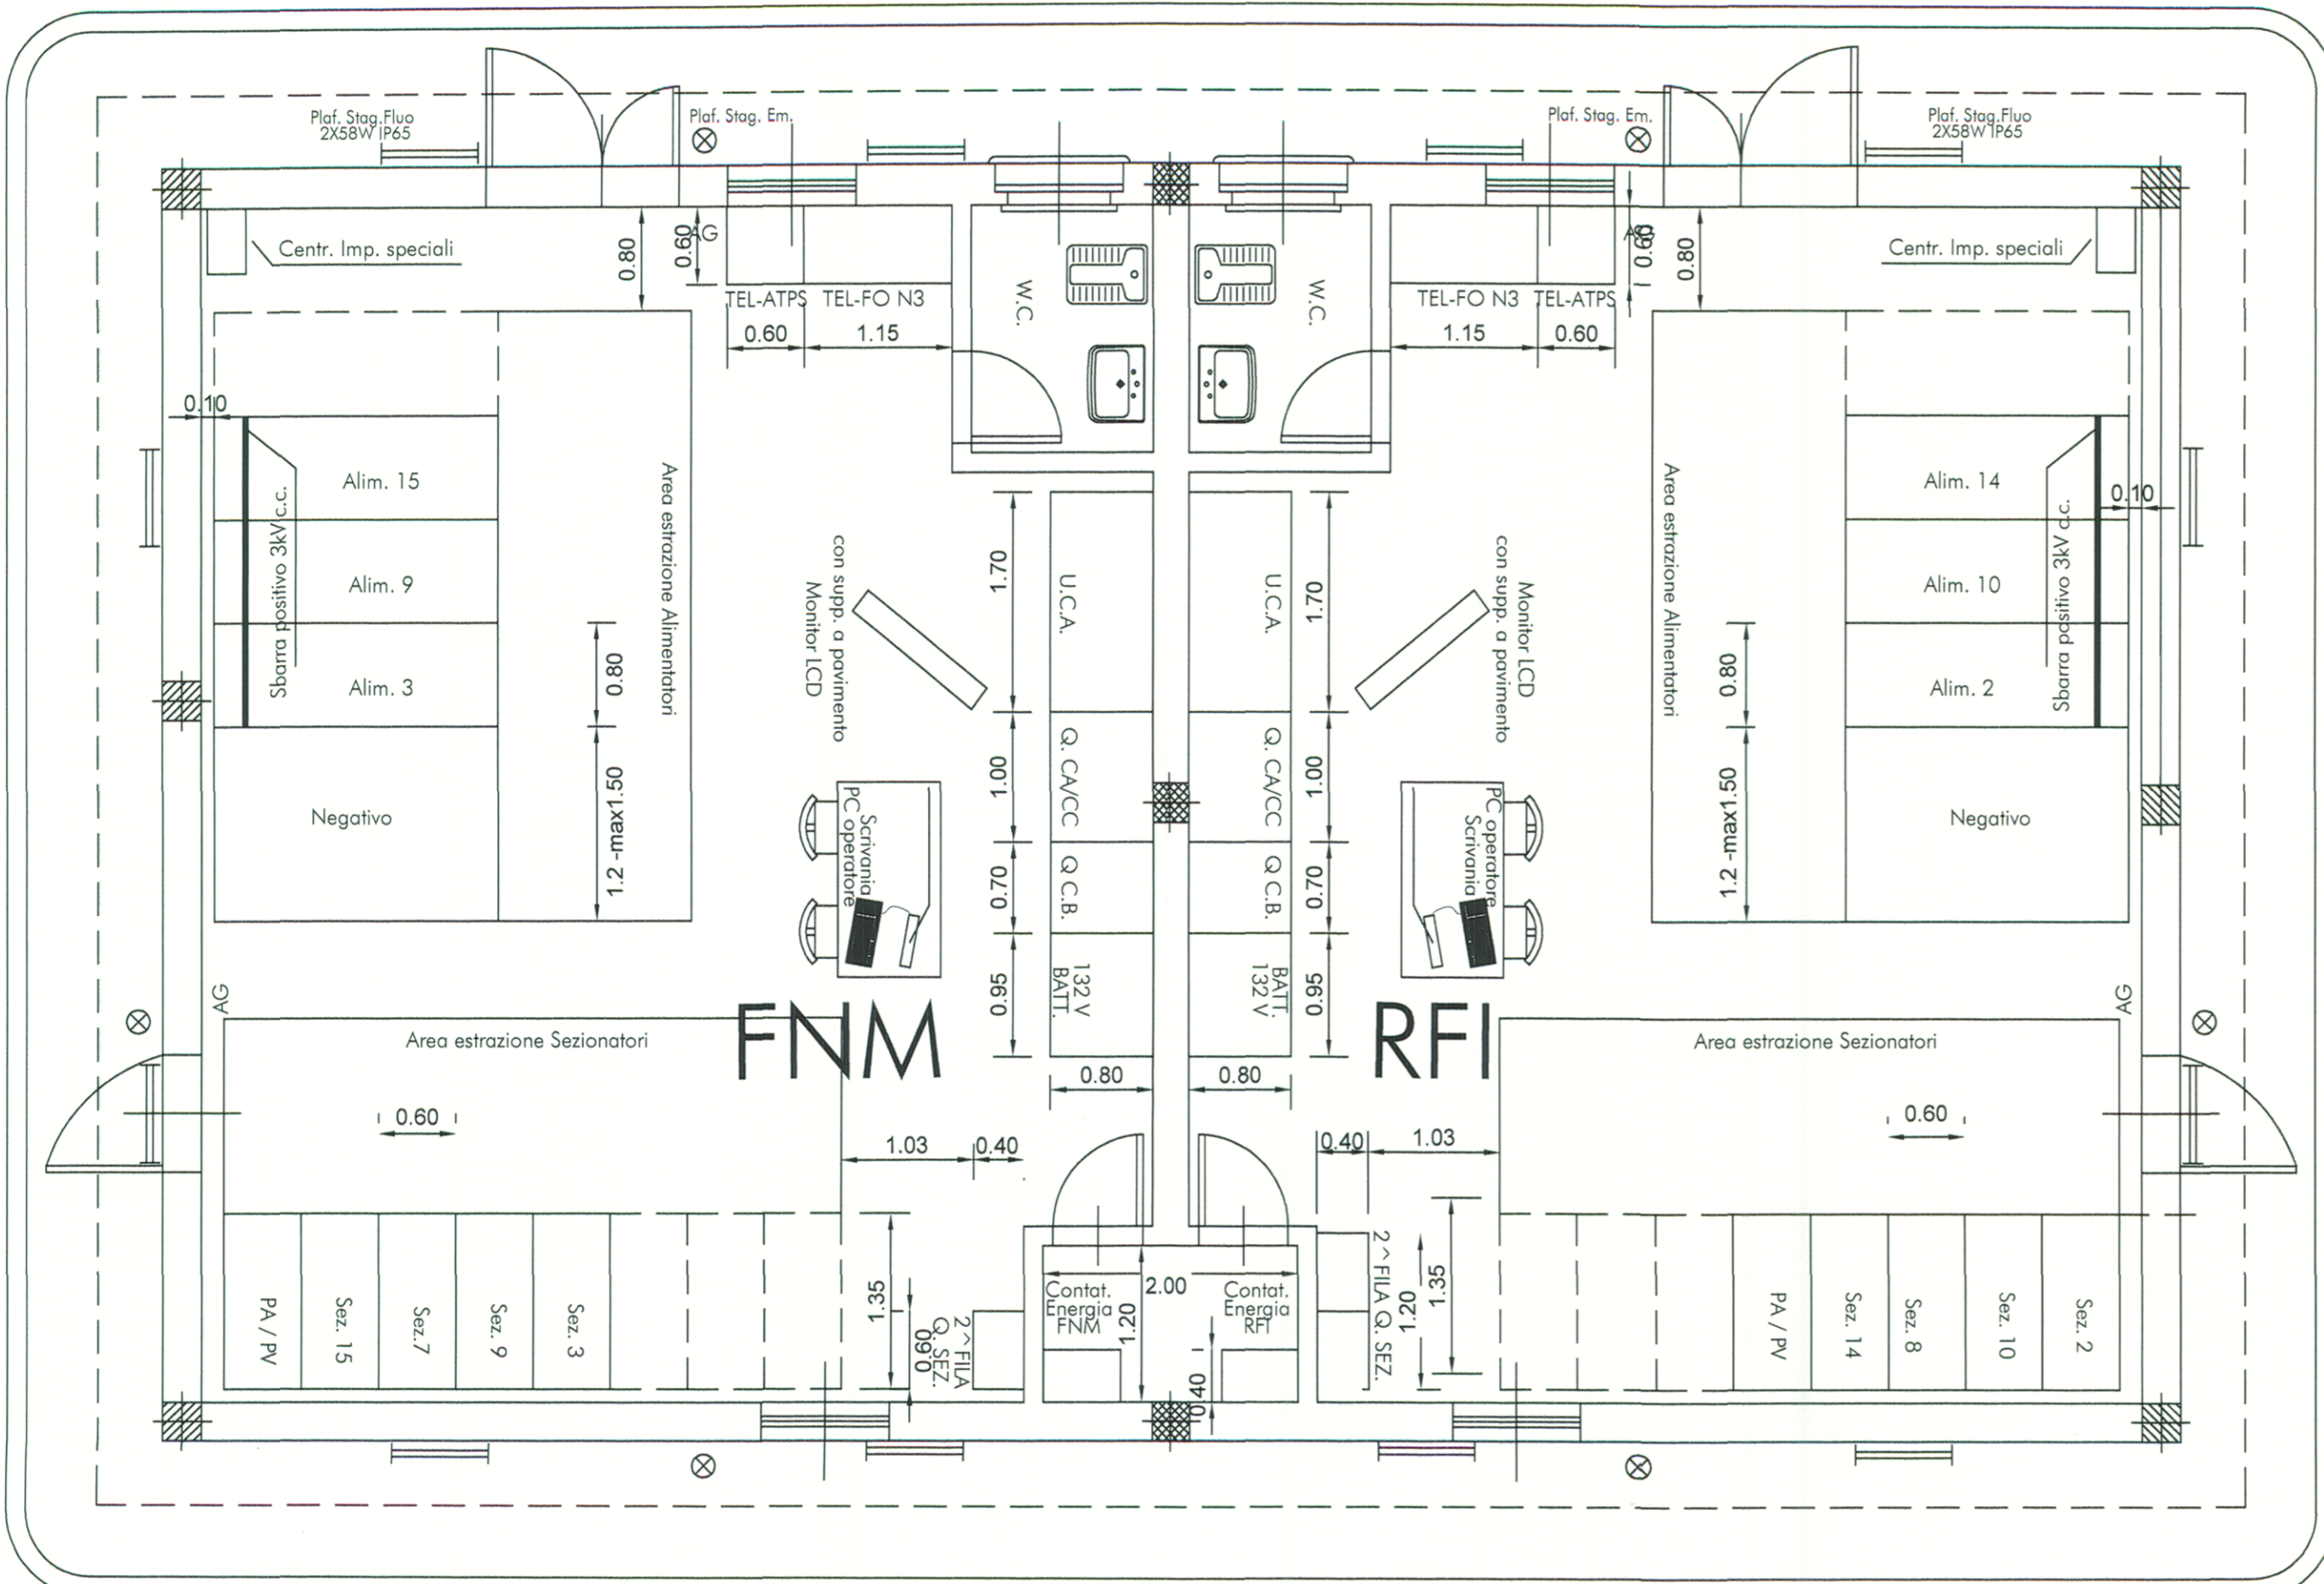 Plaf. Stag.Fluo
2X58W IP65
Plaf. Stag. Em.
Plaf. Stag. Em.
Plaf. Stag.Fluo
2X58W IP65
Centr. Imp. speciali
0.80
0.60
AG
TEL-ATPS
TEL-FO N3
0.60
1.15
W.C.
W.C.
TEL-FO N3
TEL-ATPS
1.15
0.60
AG
0.60
0.80
Centr. Imp. speciali
0.10
Sbarra positivo 3kV c.c.
Alim. 15
Alim. 9
Alim. 3
Negativo
0.80
1.2 -max1.50
Area estrazione Alimentatori
Monitor LCD
con supp. a pavimento
Scrivania
PC operatore
1.70
1.00
0.70
0.95
U.C.A.
Q. CA/CC
Q C.B.
132 V
BATT.
0.80
U.C.A.
Q. CA/CC
Q C.B.
BATT.
132 V
0.80
1.70
1.00
0.70
0.95
Monitor LCD
con supp. a pavimento
PC operatore
Scrivania
Area estrazione Alimentatori
0.80
1.2 -max1.50
Alim. 14
Alim. 10
Alim. 2
Negativo
Sbarra positivo 3kV c.c.
0.10
FNM
RFI
AG
Area estrazione Sezionatori
0.60
1.03
0.40
PA / PV
Sez. 15
Sez.7
Sez. 9
Sez. 3
1.35
0.60
2^FILA
Q. SEZ.
Contat.
Energia
FNM
2.00
1.20
Contat.
Energia
RFI
0.40
0.40
1.03
2^FILA Q. SEZ.
1.20
1.35
AG
Area estrazione Sezionatori
0.60
PA / PV
Sez. 14
Sez. 8
Sez. 10
Sez. 2